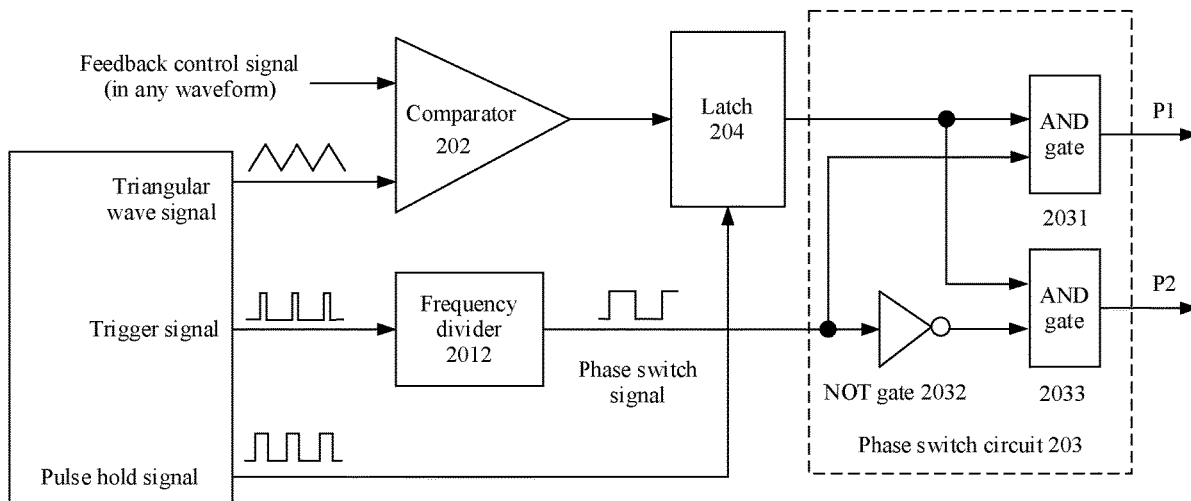 Feedback control signal
(in any waveform)
Comparator
202
Latch
204
AND
gate
P1
2031
Triangular
wave signal
Trigger signal
Frequency
divider
2012
Phase switch
signal
AND
gate
P2
NOT gate 2032
2033
Phase switch circuit 203
Pulse hold signal